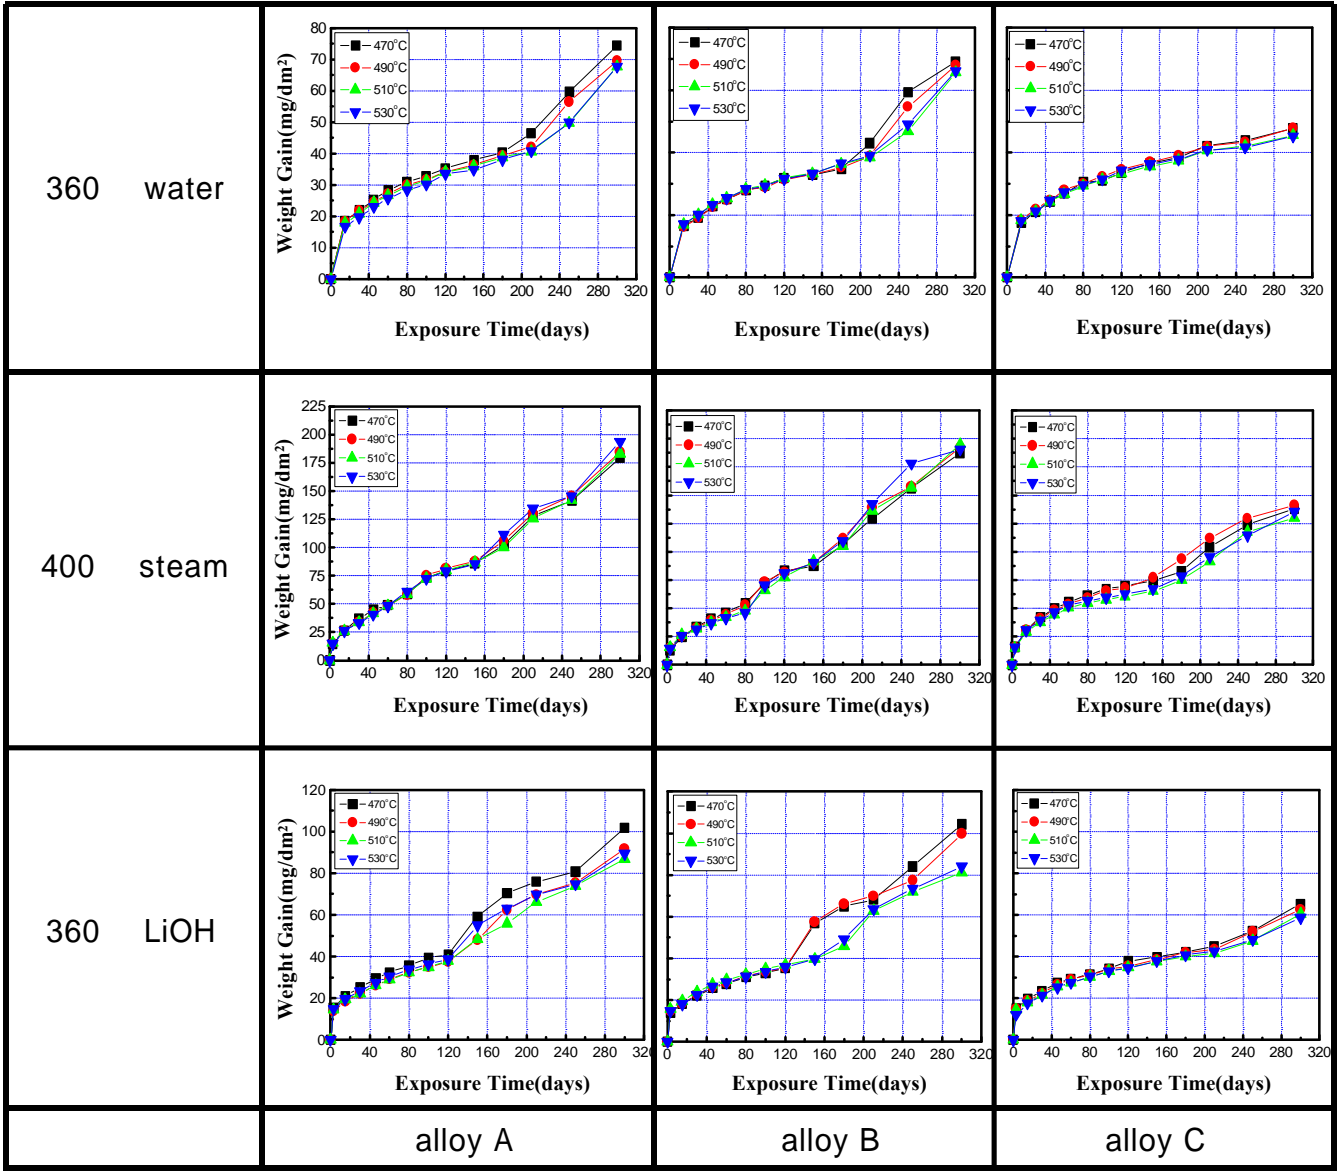 360 water
Weight Gain(mg/dm²)
80
70
60
50
40
30
20
10
0
470°C
490°C
510°C
530°C
0 40 80 120 160 200 240 280 320
Exposure Time(days)
470°C
490°C
510°C
530°C
0 40 80 120 160 200 240 280 320
Exposure Time(days)
470°C
490°C
510°C
530°C
0 40 80 120 160 200 240 280 320
Exposure Time(days)
400 steam
Weight Gain(mg/dm²)
225
200
175
150
125
100
75
50
25
0
470°C
490°C
510°C
530°C
0 40 80 120 160 200 240 280 320
Exposure Time(days)
470°C
490°C
510°C
530°C
0 40 80 120 160 200 240 280 320
Exposure Time(days)
470°C
490°C
510°C
530°C
0 40 80 120 160 200 240 280 320
Exposure Time(days)
360 LiOH
Weight Gain(mg/dm²)
120
100
80
60
40
20
0
470°C
490°C
510°C
530°C
0 40 80 120 160 200 240 280 320
Exposure Time(days)
470°C
490°C
510°C
530°C
0 40 80 120 160 200 240 280 320
Exposure Time(days)
470°C
490°C
510°C
530°C
0 40 80 120 160 200 240 280 320
Exposure Time(days)
alloy A alloy B alloy C